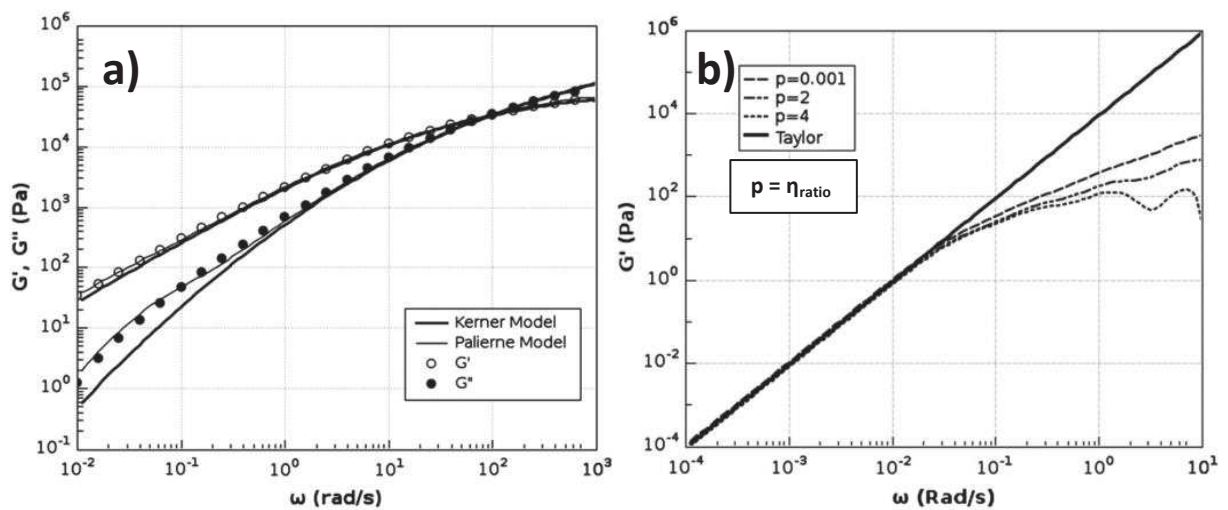 a)
G', G" (Pa)
10^6
10^5
10^4
10^3
10^2
10^1
10^0
10^-1
Kerner Model
Palierne Model
G'
G"
10^-2 10^-1 10^0 10^1 10^2 10^3
ω (rad/s)
b)
G' (Pa)
10^6
10^4
10^2
10^0
10^-2
10^-4
p=0.001
p=2
p=4
Taylor
p = η_ratio
10^-4 10^-3 10^-2 10^-1 10^0 10^1
ω (Rad/s)